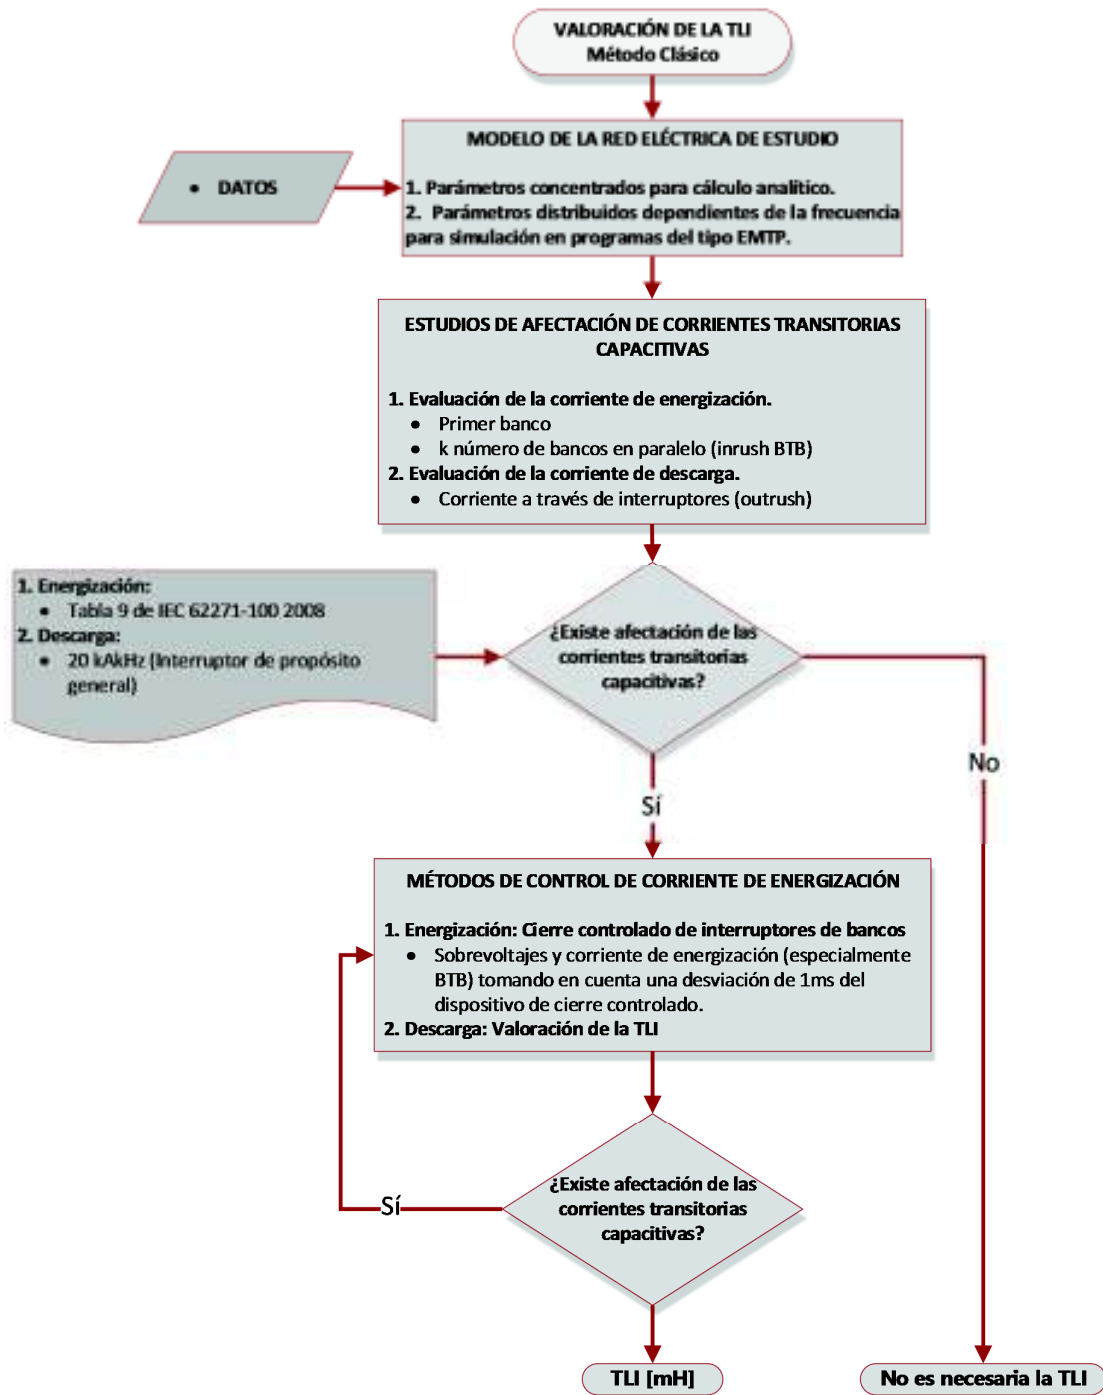 VALORACIÓN DE LA TLI
Método Clásico
MODELO DE LA RED ELÉCTRICA DE ESTUDIO
1. Parámetros concentrados para cálculo analítico.
2. Parámetros distribuidos dependientes de la frecuencia
para simulación en programas del tipo EMTP.
• DATOS
ESTUDIOS DE AFECTACIÓN DE CORRIENTES TRANSITORIAS
CAPACITIVAS
1. Evaluación de la corriente de energización.
• Primer banco
• k número de bancos en paralelo (inrush BTB)
2. Evaluación de la corriente de descarga.
• Corriente a través de interruptores (outrush)
1. Energización:
• Tabla 9 de IEC 62271-100 2008
2. Descarga:
• 20 kAkHz (Interruptor de propósito
general)
¿Existe afectación de las
corrientes transitorias
capacitivas?
No
Sí
MÉTODOS DE CONTROL DE CORRIENTE DE ENERGIZACIÓN
1. Energización: Cierre controlado de interruptores de bancos
• Sobrevoltajes y corriente de energización (especialmente
BTB) tomando en cuenta una desviación de 1ms del
dispositivo de cierre controlado.
2. Descarga: Valoración de la TLI
¿Existe afectación de las
corrientes transitorias
capacitivas?
Sí
TLI [mH]
No es necesaria la TLI